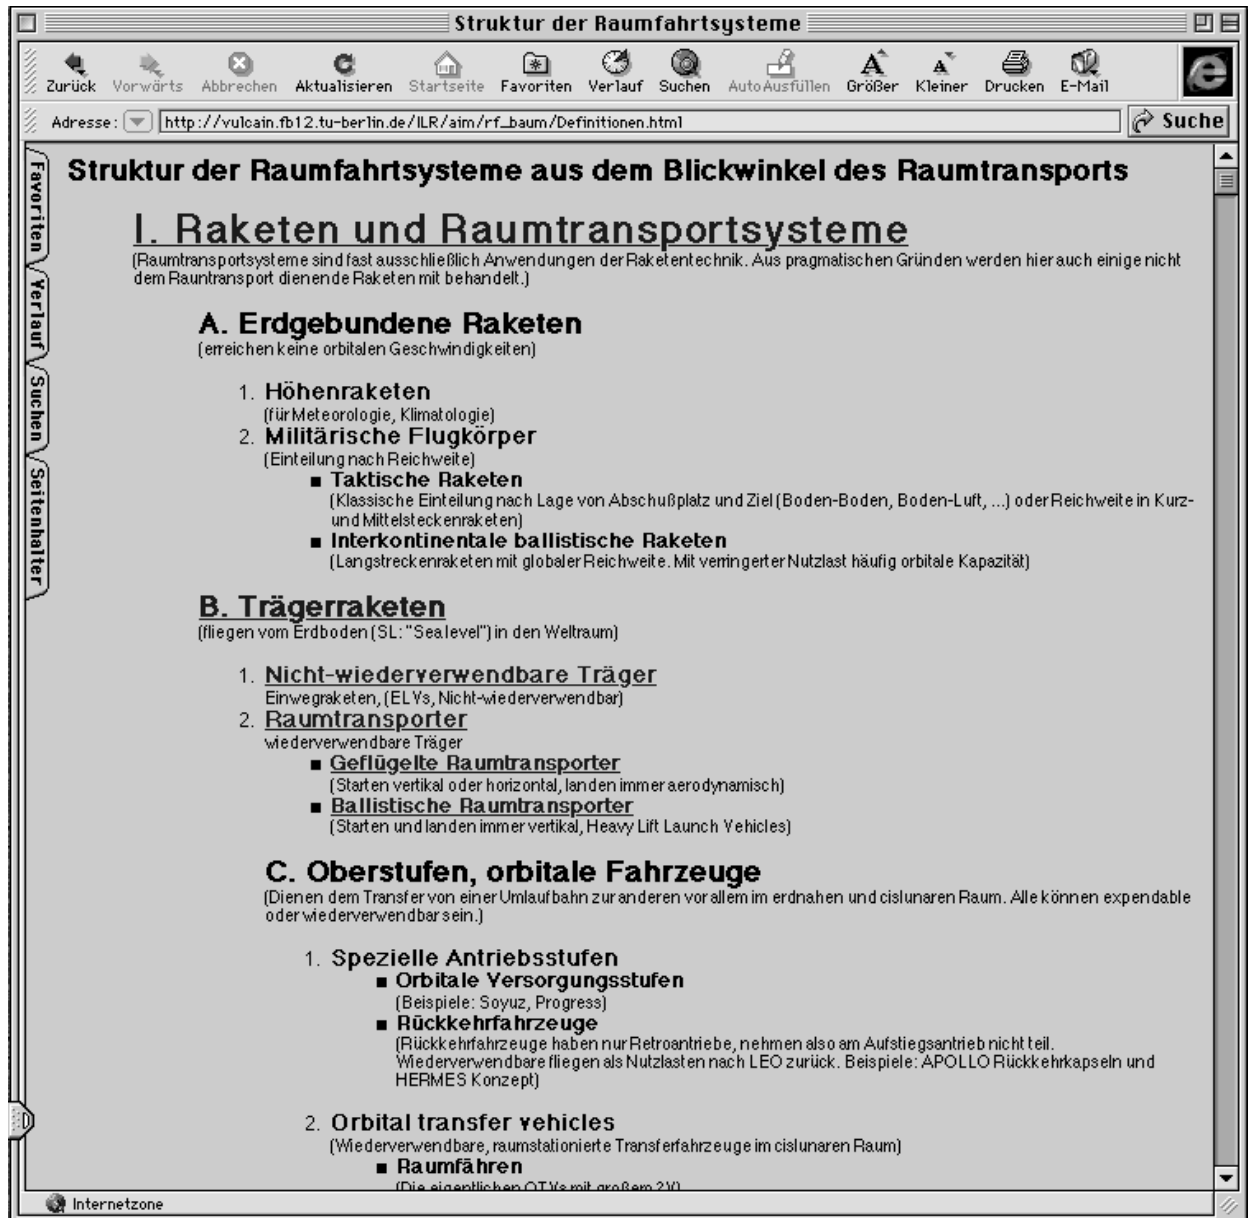 Struktur der Raumfahrtsysteme
Zurück Vorwärts Abbrechen Aktualisieren Startseite Favoriten Verlauf Suchen AutoAusfüllen Größer Kleiner Drucken E-Mail
Adresse: http://vulcain.fb12.tu-berlin.de/ILR/aim/rf_baum/Definitionen.html Suche
Favoriten
Verlauf
Suchen
Seitenhalter
Struktur der Raumfahrtsysteme aus dem Blickwinkel des Raumtransports
I. Raketen und Raumtransportsysteme
(Raumtransportsysteme sind fast ausschließlich Anwendungen der Raketentechnik. Aus pragmatischen Gründen werden hier auch einige nicht
dem Rauntransport dienende Raketen mit behandelt.)
A. Erdgebundene Raketen
(erreichen keine orbitalen Geschwindigkeiten)
1. Höhenraketen
(für Meteorologie, Klimatologie)
2. Militärische Flugkörper
(Einteilung nach Reichweite)
■ Taktische Raketen
(Klassische Einteilung nach Lage von Abschußplatz und Ziel (Boden-Boden, Boden-Luft, ...) oder Reichweite in Kurz-
und Mittelsteckenraketen)
■ Interkontinentale ballistische Raketen
(Langstreckenraketen mit globaler Reichweite. Mit verringerter Nutzlast häufig orbitale Kapazität)
B. Trägerraketen
(fliegen vom Erdboden (SL: "Sea level") in den Weltraum)
1. Nicht-wiederverwendbare Träger
Einwegraketen, (ELVs, Nicht-wiederverwendbar)
2. Raumtransporter
wiederverwendbare Träger
■ Geflügelte Raumtransporter
(Starten vertikal oder horizontal, landen immer aerodynamisch)
■ Ballistische Raumtransporter
(Starten und landen immer vertikal, Heavy Lift Launch Vehicles)
C. Oberstufen, orbitale Fahrzeuge
(Dienen dem Transfer von einer Umlaufbahn zur anderen vor allem im erdnahen und cislunaren Raum. Alle können expendable
oder wiederverwendbar sein.)
1. Spezielle Antriebsstufen
■ Orbitale Versorgungsstufen
(Beispiele: Soyuz, Progress)
■ Rückkehrfahrzeuge
(Rückkehrfahrzeuge haben nur Retroantriebe, nehmen also am Aufstiegsantrieb nicht teil.
Wiederverwendbare fliegen als Nutzlasten nach LEO zurück. Beispiele: APOLLO Rückkehrkapseln und
HERMES Konzept)
2. Orbital transfer vehicles
(Wiederverwendbare, raumstationierte Transferfahrzeuge im cislunaren Raum)
■ Raumfähren
(Die eigentlichen OTVs mit großem
Internetzone